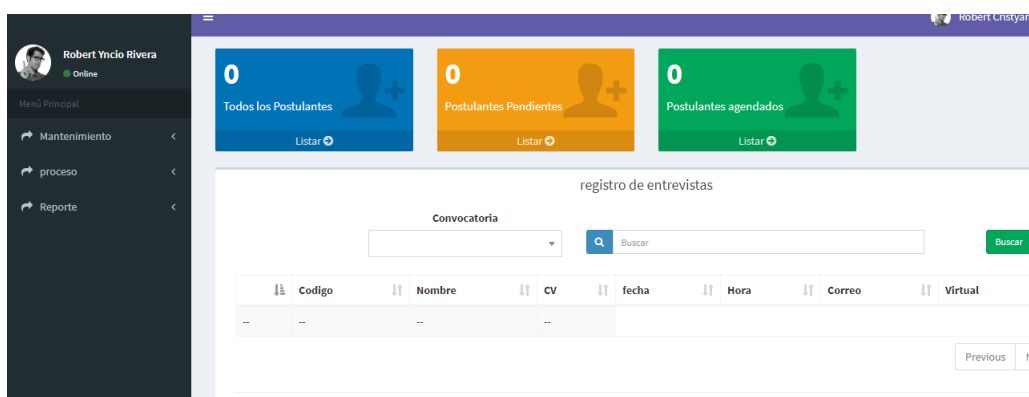 Robert Cristyan
Robert Yncio Rivera
Online
Menú Principal
Mantenimiento
proceso
Reporte
0
Todos los Postulantes
Listar
0
Postulantes Pendientes
Listar
0
Postulantes agendados
Listar
registro de entrevistas
Convocatoria
Buscar
Buscar
Codigo Nombre CV fecha Hora Correo Virtual
-- -- -- --
Previous